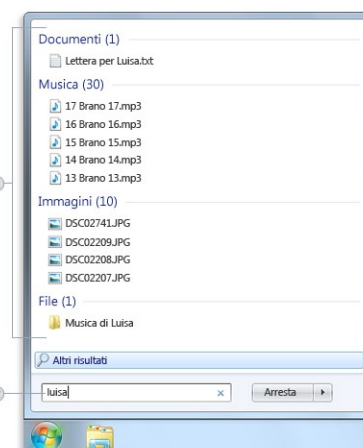 Documenti (1)
Lettera per Luisa.txt
Musica (30)
17 Brano 17.mp3
16 Brano 16.mp3
15 Brano 15.mp3
14 Brano 14.mp3
13 Brano 13.mp3
Immagini (10)
DSC02741.JPG
DSC02209.JPG
DSC02208.JPG
DSC02207.JPG
File (1)
Musica di Luisa
Altri risultati
luisa
Arresta